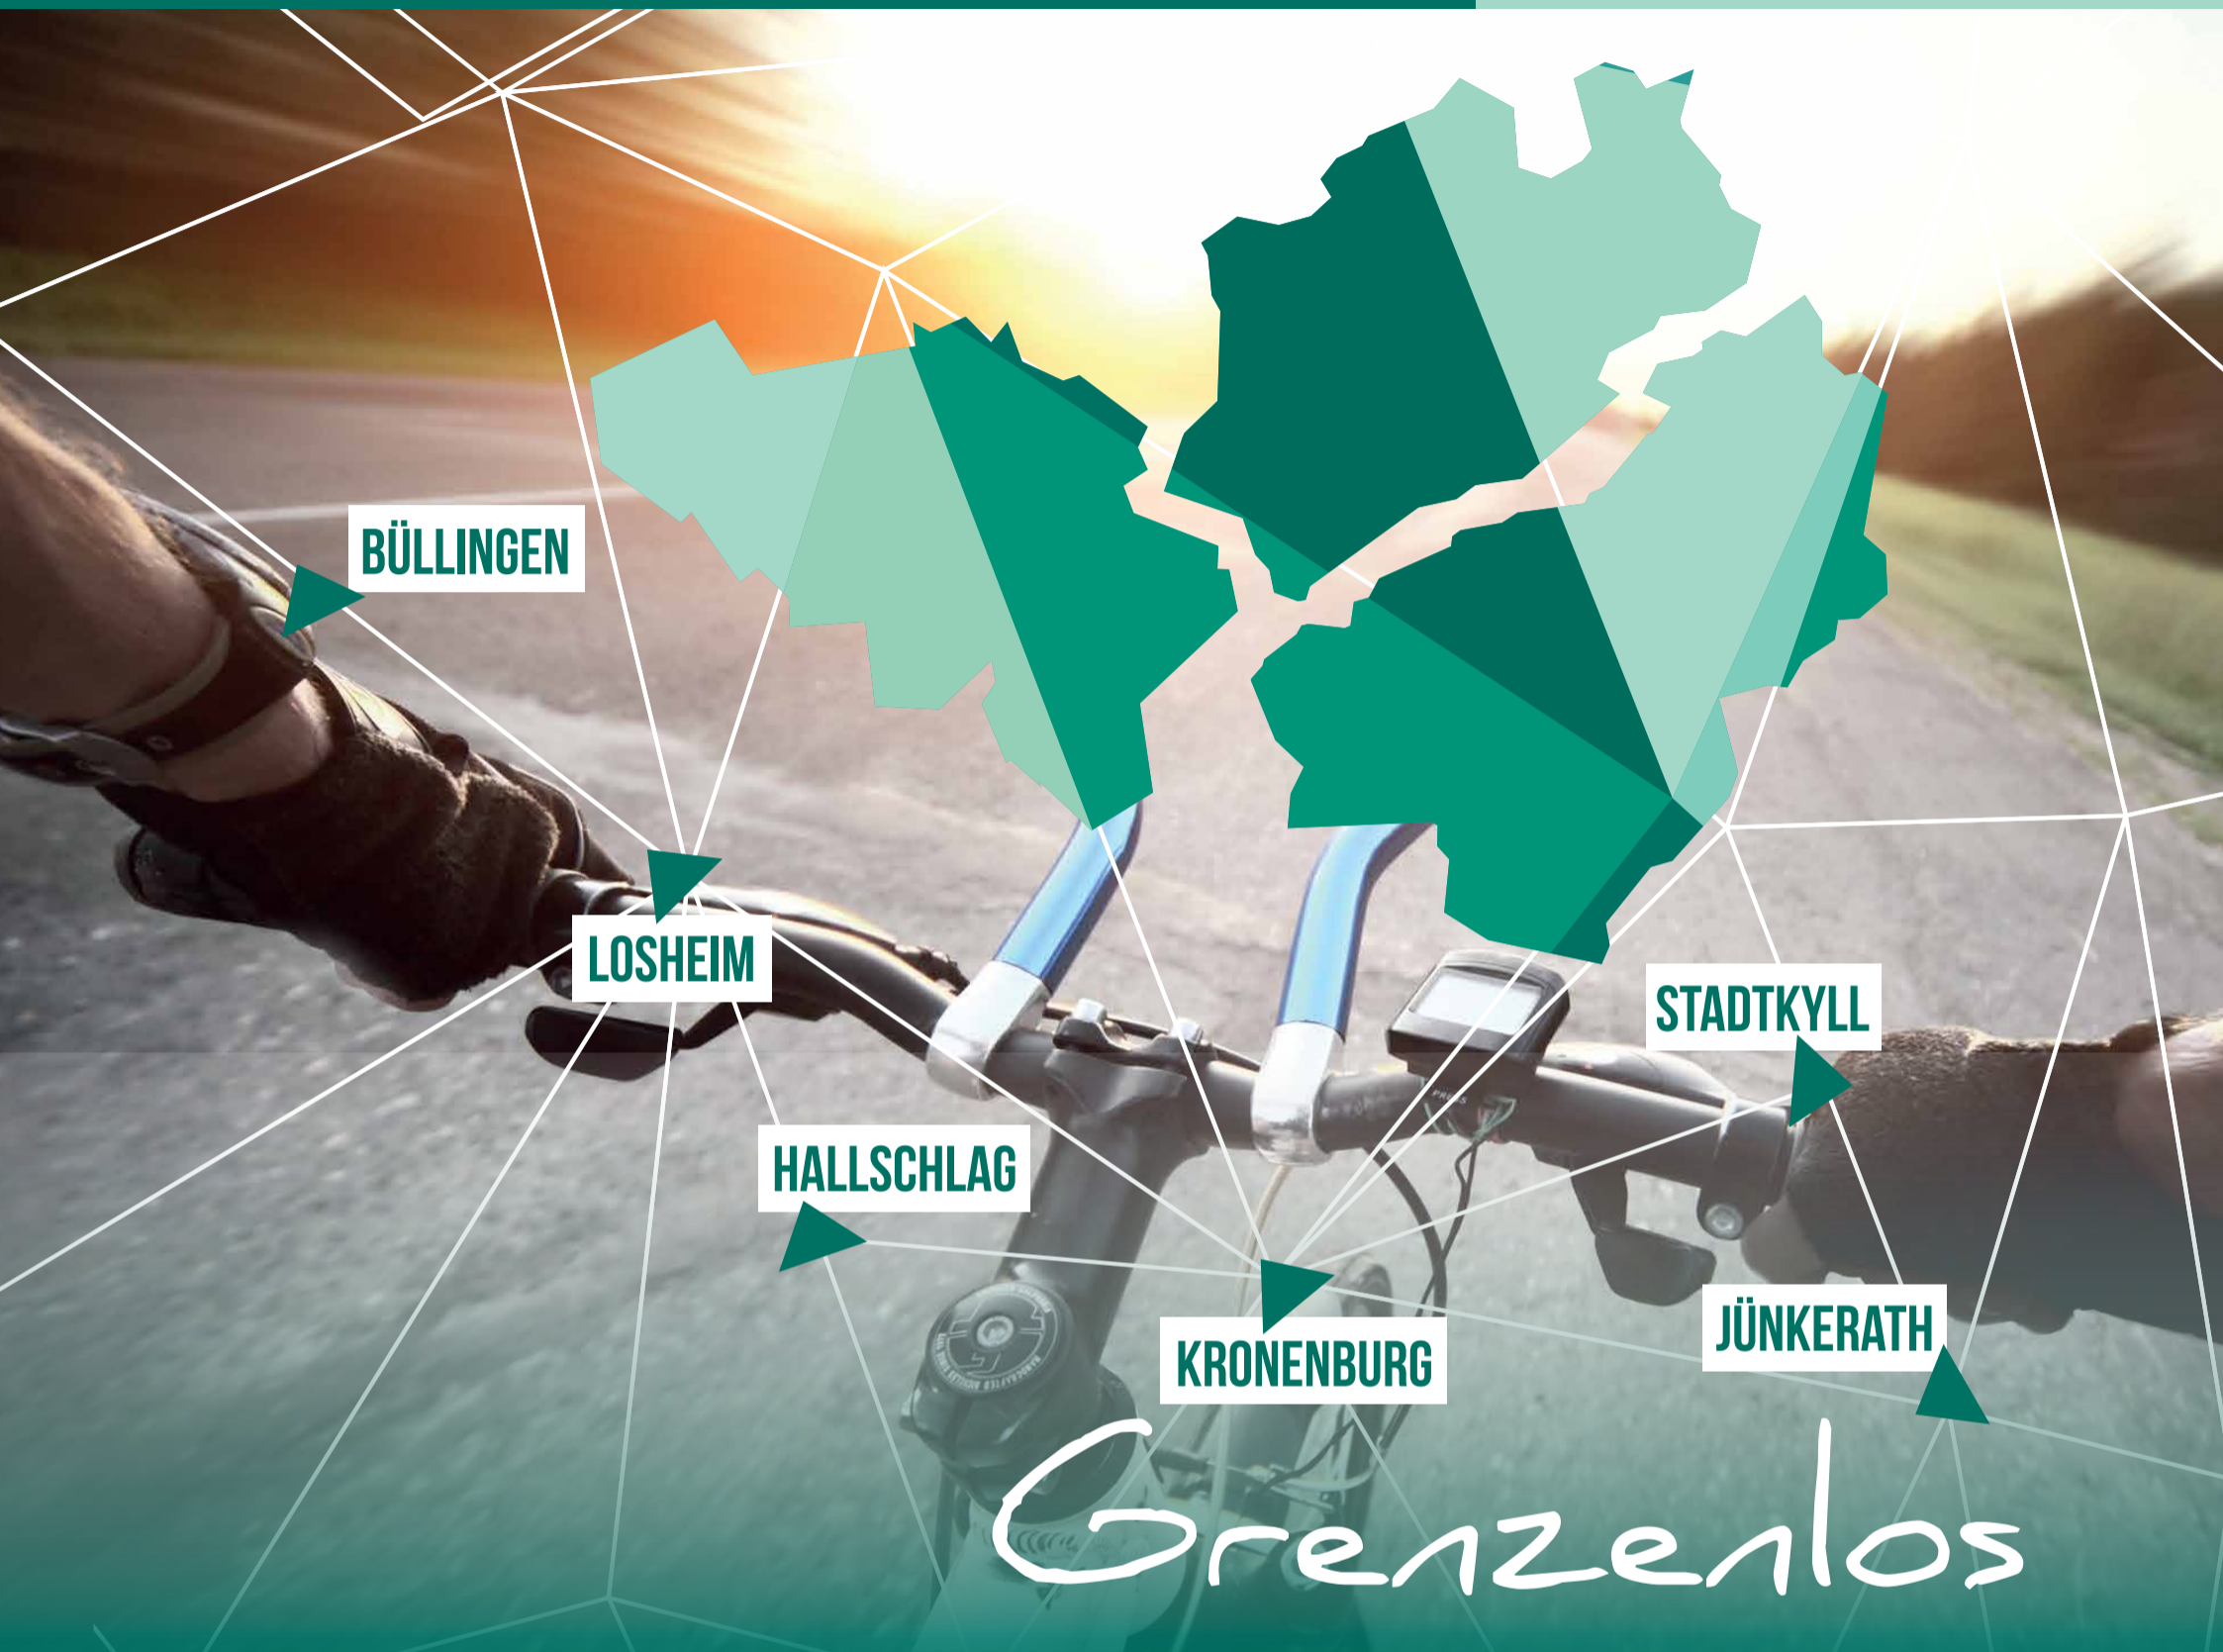 BÜLLINGEN
LOSHEIM
STADTKYLL
HALLSCHLAG
KRONENBURG
JÜNKERATH
Grenzenlos